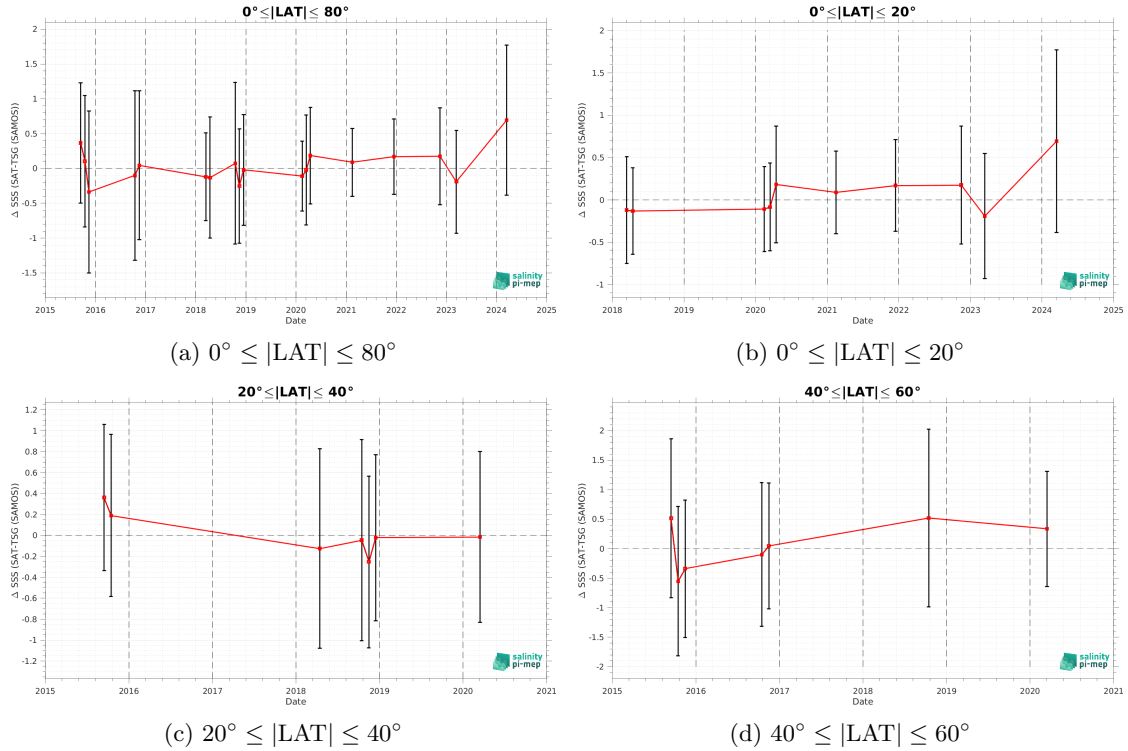 0°≤|LAT|≤ 80°
2
1.5
1
0.5
0
-0.5
-1
-1.5
Δ SSS (SAT-TSG (SAMOS))
2015 2016 2017 2018 2019 2020 2021 2022 2023 2024 2025
Date
salinity
pi-mep
(a) 0° ≤ |LAT| ≤ 80°
0°≤|LAT|≤ 20°
2
1.5
1
0.5
0
-0.5
-1
Δ SSS (SAT-TSG (SAMOS))
2018 2019 2020 2021 2022 2023 2024 2025
Date
salinity
pi-mep
(b) 0° ≤ |LAT| ≤ 20°
20°≤|LAT|≤ 40°
1.2
1
0.8
0.6
0.4
0.2
0
-0.2
-0.4
-0.6
-0.8
-1
-1.2
Δ SSS (SAT-TSG (SAMOS))
2015 2016 2017 2018 2019 2020 2021
Date
salinity
pi-mep
(c) 20° ≤ |LAT| ≤ 40°
40°≤|LAT|≤ 60°
2
1.5
1
0.5
0
-0.5
-1
-1.5
-2
Δ SSS (SAT-TSG (SAMOS))
2015 2016 2017 2018 2019 2020 2021
Date
salinity
pi-mep
(d) 40° ≤ |LAT| ≤ 60°